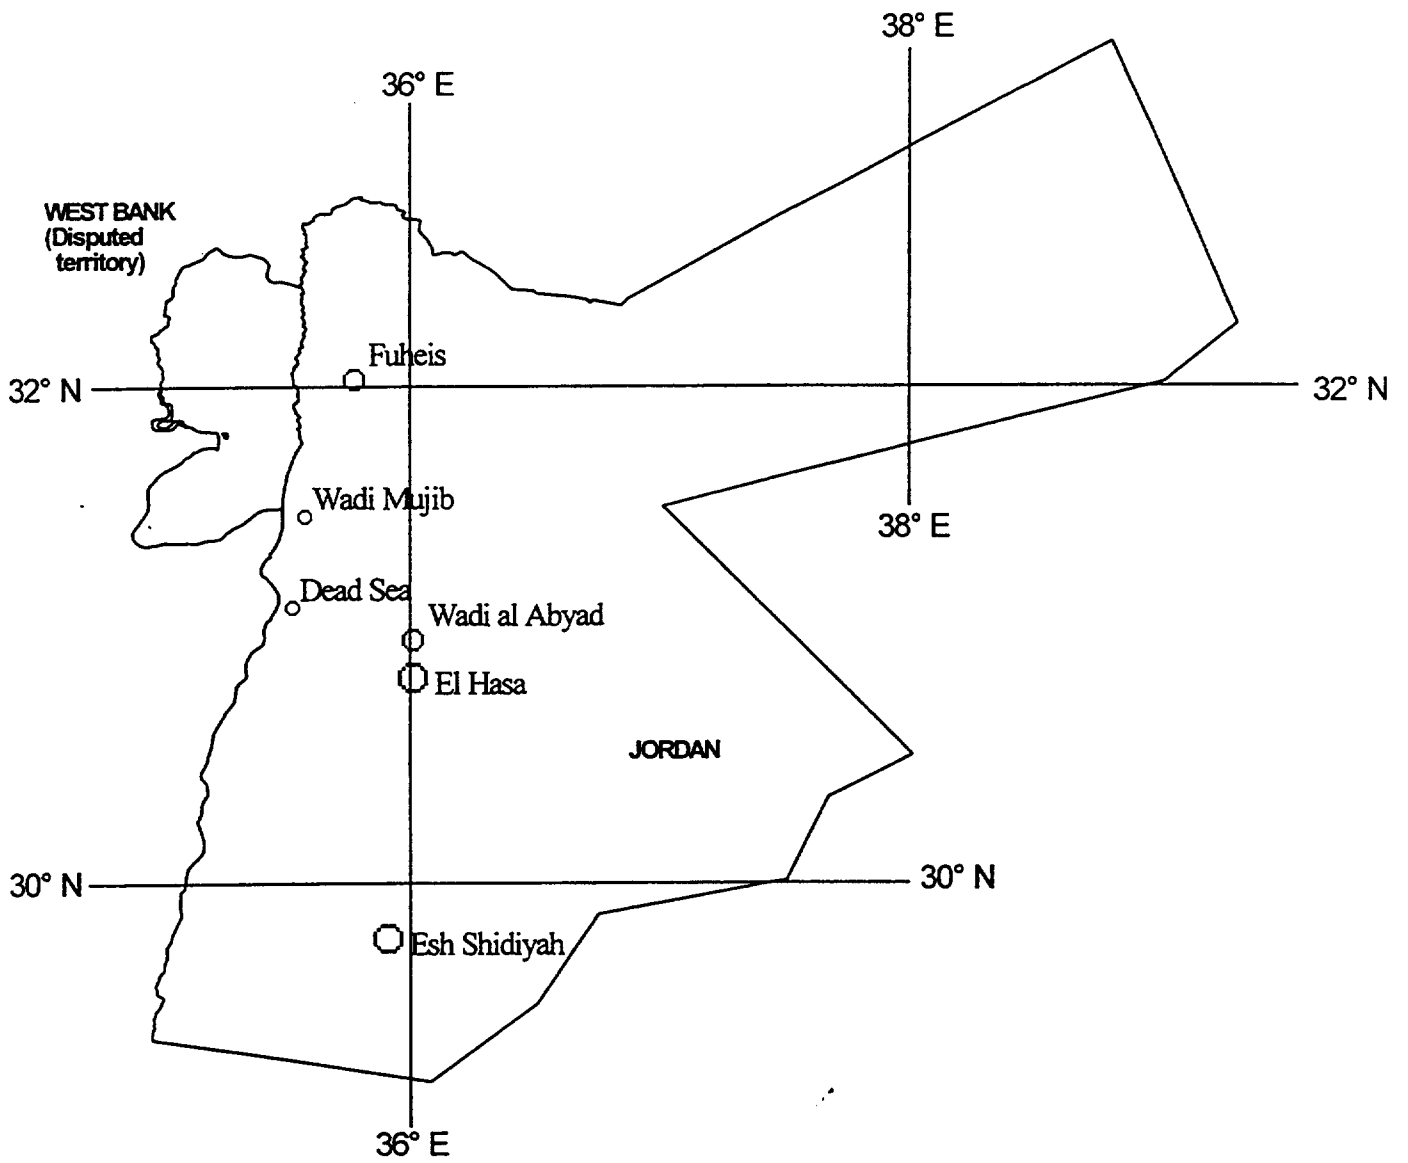 38° E
36° E
WEST BANK
(Disputed
territory)
Fuheis
32° N
32° N
Wadi Mujib
38° E
Dead Sea
Wadi al Abyad
El Hasa
JORDAN
30° N
30° N
Esh Shidiyah
36° E